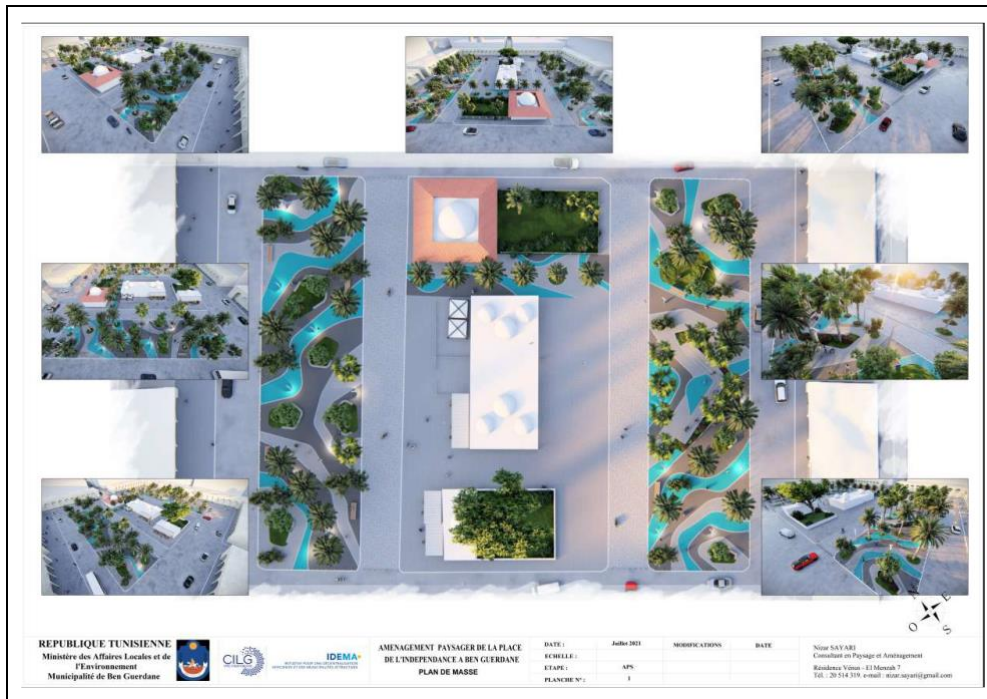 E
O
S
REPUBLIQUE TUNISIENNE
Ministère des Affaires Locales et de
l'Environnement
Municipalité de Ben Guerdane
CILG
IDEMA
AMENAGEMENT PAYSAGER DE LA PLACE
DE L'INDEPENDANCE A BEN GUERDANE
PLAN DE MASSE
DATE : Juillet 2021
ECHELLE :
ETAPE : APS
PLANCHE N° : 1
MODIFICATIONS DATE
Nizar SAYARI
Consultant en Paysage et Aménagement
Résidence Vénus - El Menzah 7
Tél. : 20 514 319. e-mail : nizar.sayari@gmail.com